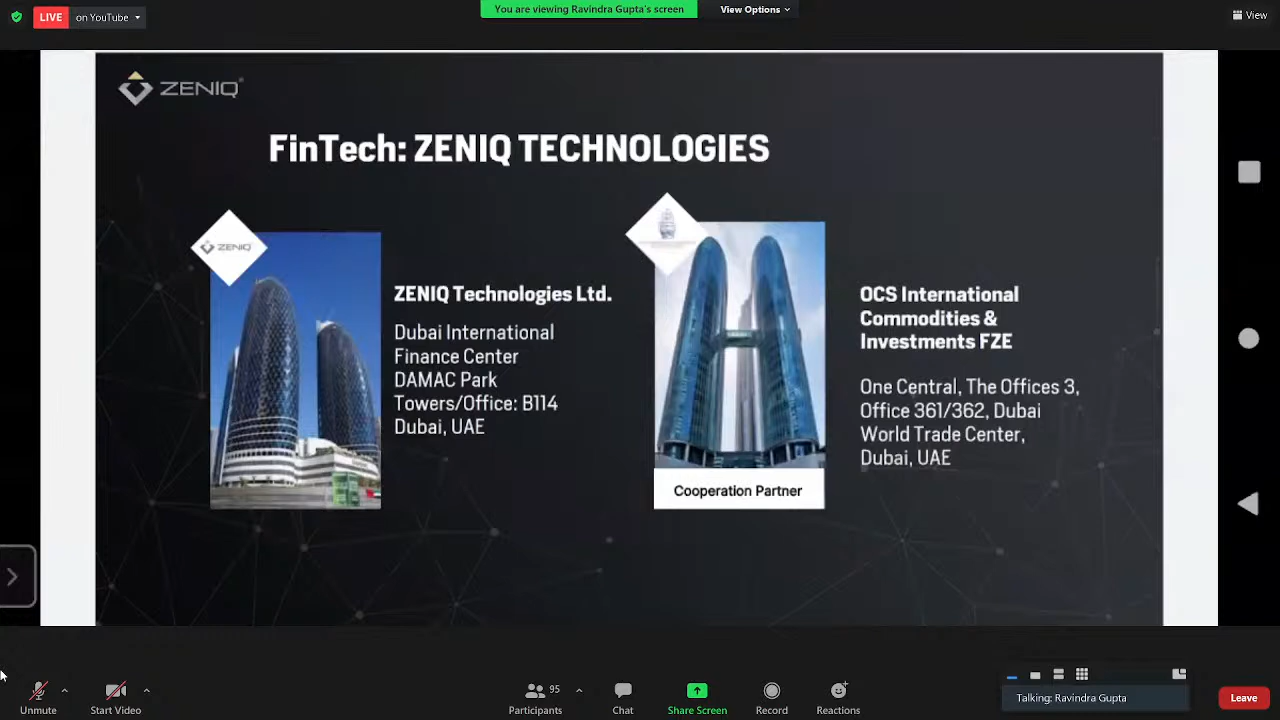 LIVE
on YouTube
You are viewing Ravindra Gupta's screen
View Options
View
ZENIQ
FinTech: ZENIQ TECHNOLOGIES
ZENIQ
ZENIQ Technologies Ltd.
Dubai International
Finance Center
DAMAC Park
Towers/Office: B114
Dubai, UAE
Cooperation Partner
OCS International
Commodities &
Investments FZE
One Central, The Offices 3,
Office 361/362, Dubai
World Trade Center,
Dubai, UAE
Unmute
Start Video
95
Participants
Chat
Share Screen
Record
Reactions
Talking: Ravindra Gupta
Leave